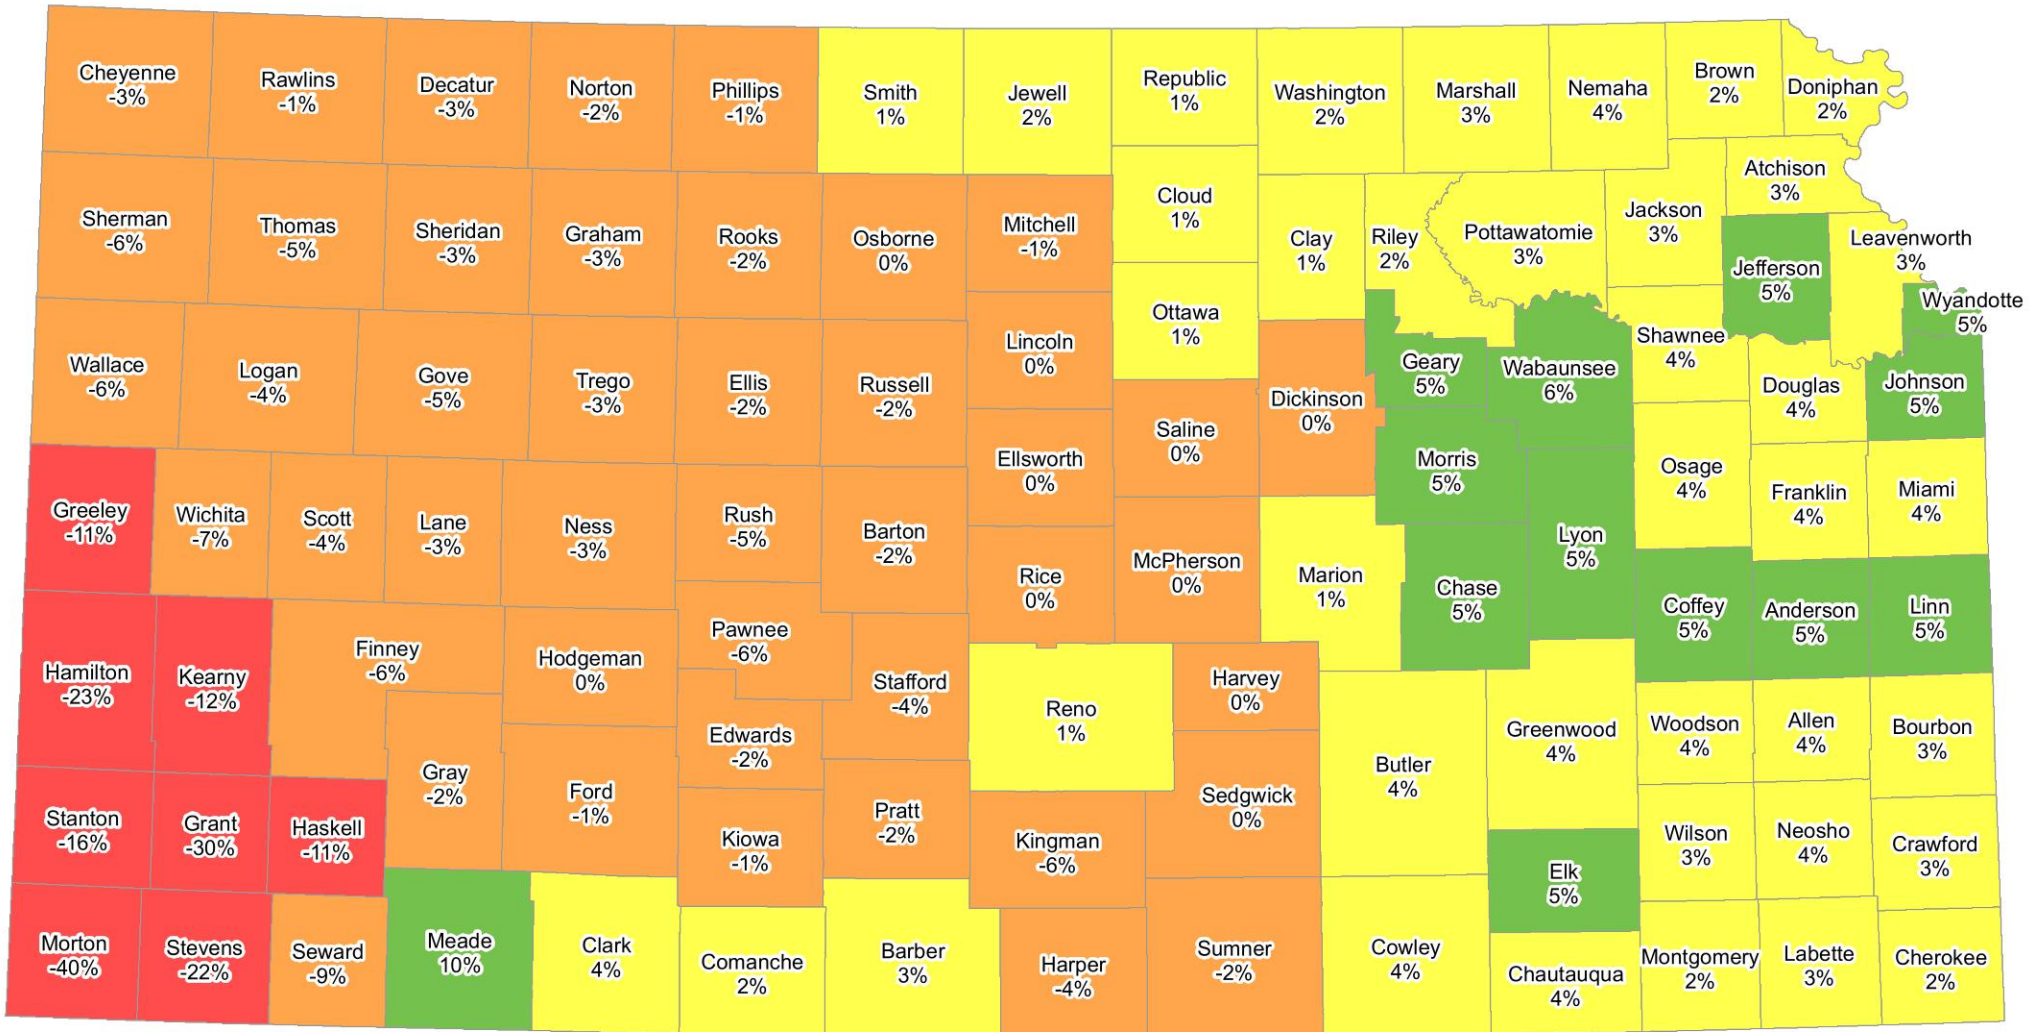 Cheyenne
-3%
Rawlins
-1%
Decatur
-3%
Norton
-2%
Phillips
-1%
Smith
1%
Jewell
2%
Republic
1%
Washington
2%
Marshall
3%
Nemaha
4%
Brown
2%
Doniphan
2%
Sherman
-6%
Thomas
-5%
Sheridan
-3%
Graham
-3%
Rooks
-2%
Osborne
0%
Mitchell
-1%
Cloud
1%
Clay
1%
Riley
2%
Pottawatomie
3%
Jackson
3%
Atchison
3%
Jefferson
5%
Leavenworth
3%
Wyandotte
5%
Ottawa
1%
Wallace
-6%
Logan
-4%
Gove
-5%
Trego
-3%
Ellis
-2%
Russell
-2%
Lincoln
0%
Dickinson
0%
Geary
5%
Wabaunsee
6%
Shawnee
4%
Douglas
4%
Johnson
5%
Saline
0%
Ellsworth
0%
Morris
5%
Osage
4%
Franklin
4%
Miami
4%
Greeley
-11%
Wichita
-7%
Scott
-4%
Lane
-3%
Ness
-3%
Rush
-5%
Barton
-2%
Rice
0%
McPherson
0%
Marion
1%
Chase
5%
Lyon
5%
Coffey
5%
Anderson
5%
Linn
5%
Hamilton
-23%
Kearny
-12%
Finney
-6%
Hodgeman
0%
Pawnee
-6%
Stafford
-4%
Reno
1%
Harvey
0%
Edwards
-2%
Gray
-2%
Ford
-1%
Kiowa
-1%
Pratt
-2%
Kingman
-6%
Sedgwick
0%
Butler
4%
Greenwood
4%
Woodson
4%
Allen
4%
Bourbon
3%
Stanton
-16%
Grant
-30%
Haskell
-11%
Elk
5%
Wilson
3%
Neosho
4%
Crawford
3%
Morton
-40%
Stevens
-22%
Seward
-9%
Meade
10%
Clark
4%
Comanche
2%
Barber
3%
Harper
-4%
Sumner
-2%
Cowley
4%
Chautauqua
4%
Montgomery
2%
Labette
3%
Cherokee
2%